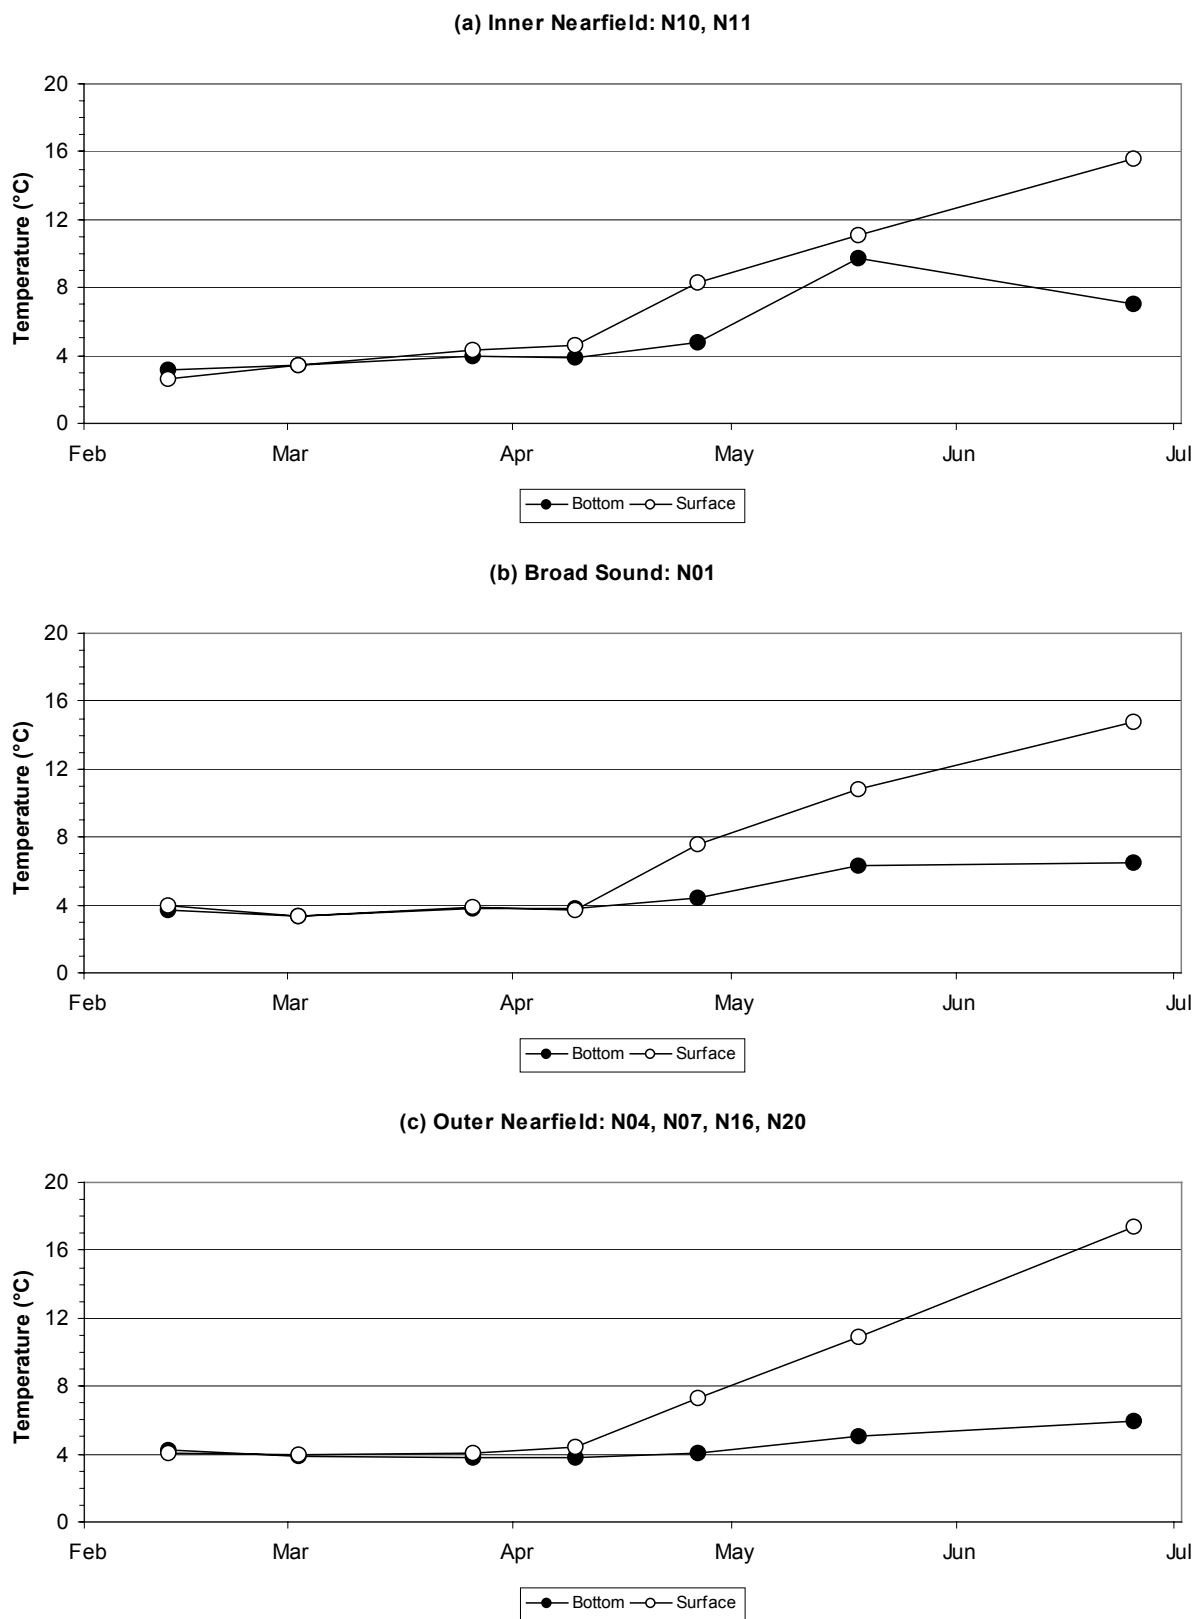 (a) Inner Nearfield: N10, N11
20
16
12
8
4
0
Temperature (°C)
Feb Mar Apr May Jun Jul
Bottom Surface
(b) Broad Sound: N01
20
16
12
8
4
0
Temperature (°C)
Feb Mar Apr May Jun Jul
Bottom Surface
(c) Outer Nearfield: N04, N07, N16, N20
20
16
12
8
4
0
Temperature (°C)
Feb Mar Apr May Jun Jul
Bottom Surface